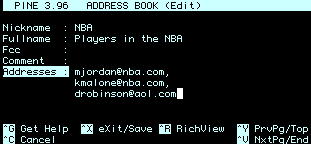 PINE 3.96   ADDRESS BOOK (Edit)
Nickname  : NBA
Fullname  : Players in the NBA
Fcc       :
Comment   :
Addresses : mjordan@nba.com,
            kmalone@nba.com,
            drobinson@aol.com
^G Get Help  ^X eXit/Save ^R RichView  ^Y PrvPg/Top
^C Cancel                              ^V NxtPg/End